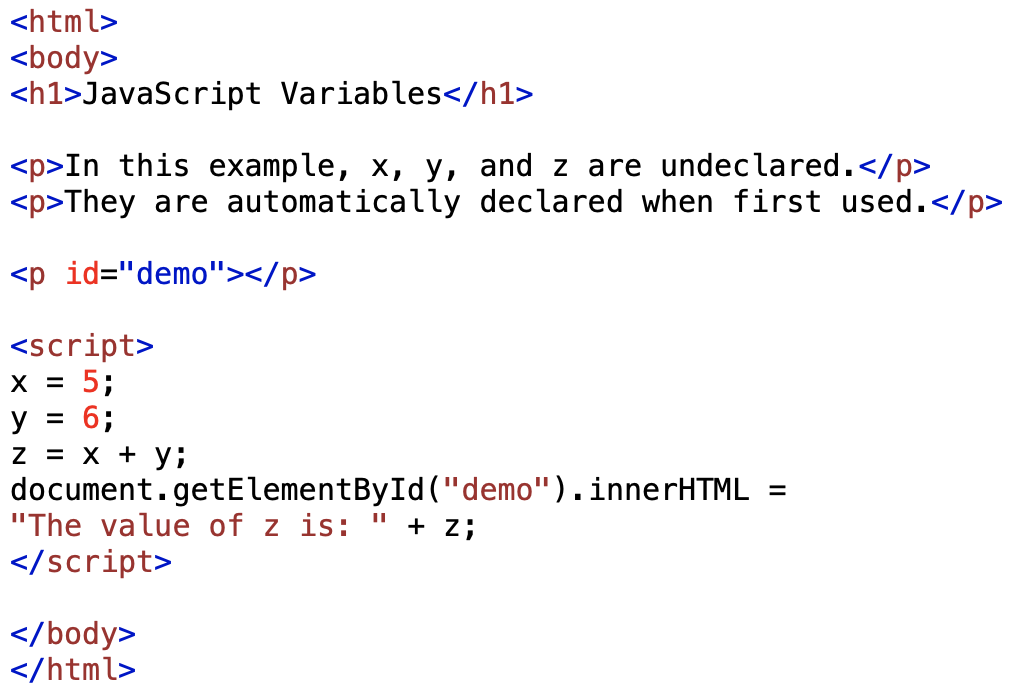 <html>
<body>
<h1>JavaScript Variables</h1>
<p>In this example, x, y, and z are undeclared.</p>
<p>They are automatically declared when first used.</p>
<p id="demo"></p>
<script>
x = 5;
y = 6;
z = x + y;
document.getElementById("demo").innerHTML =
"The value of z is: " + z;
</script>
</body>
</html>